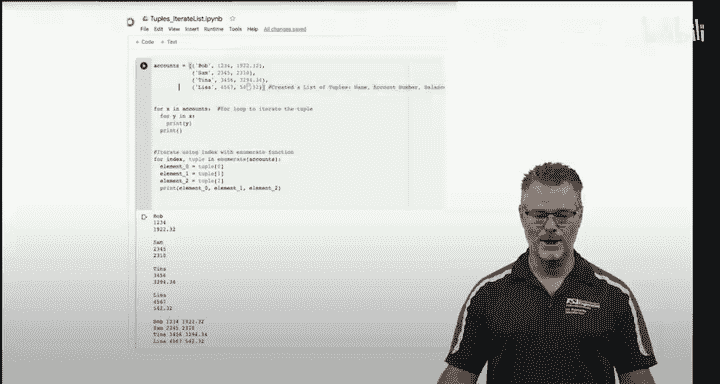 Tuples_IterateList.ipynb
File Edit View Insert Runtime Tools Help All changes saved
+ Code + Text
accounts = [('Bob', 1234, 1922.32),
('Sam', 2345, 2310),
('Tina', 3456, 3294.34),
('Lisa', 4567, 562.32)] #Created a List of Tuples: Name, Account Number, Balance
for x in accounts: #for loop to iterate the tuple
for y in x:
print(y)
print()
#Iterate using index with enumerate function
for index, tuple in enumerate(accounts):
element_0 = tuple[0]
element_1 = tuple[1]
element_2 = tuple[2]
print(element_0, element_1, element_2)
Bob
1234
1922.32
Sam
2345
2310
Tina
3456
3294.34
Lisa
4567
562.32
Bob 1234 1922.32
Sam 2345 2310
Tina 3456 3294.34
Lisa 4567 562.32